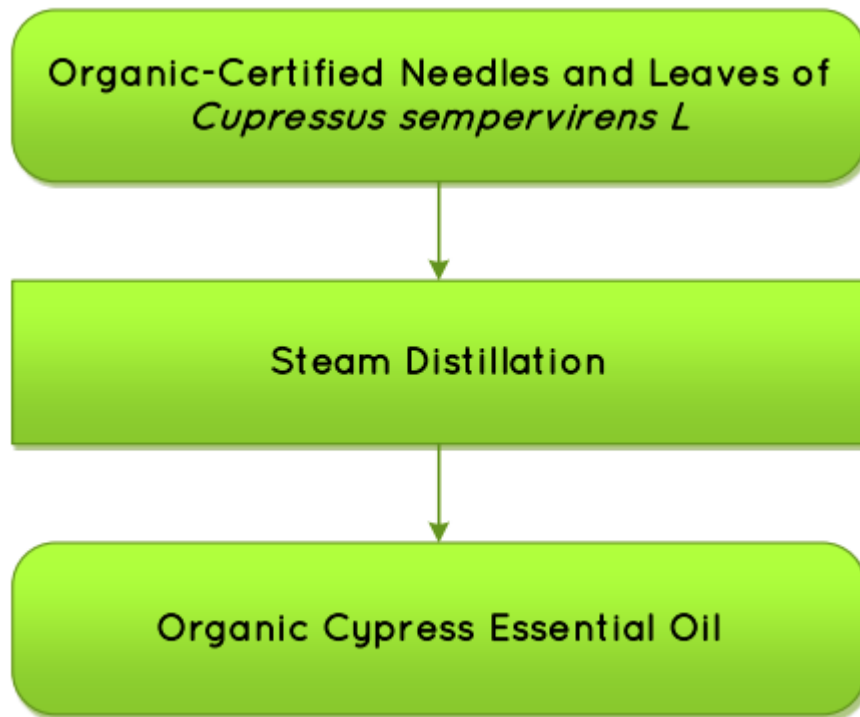 Organic-Certified Needles and Leaves of
Cupressus sempervirens L
Steam Distillation
Organic Cypress Essential Oil